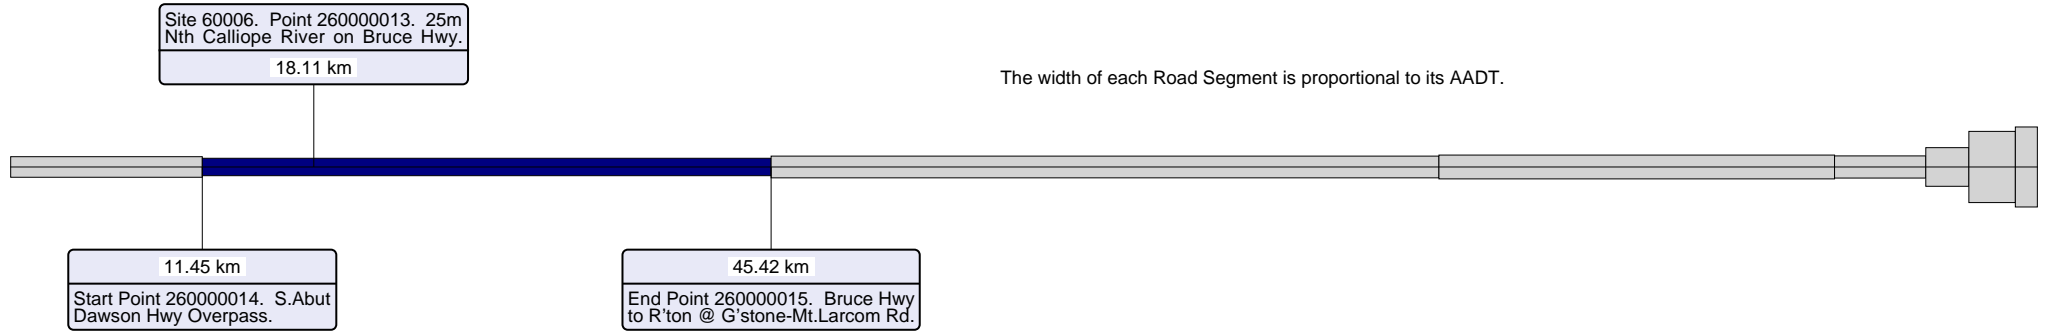 Site 60006. Point 260000013. 25m
Nth Calliope River on Bruce Hwy.
18.11 km
The width of each Road Segment is proportional to its AADT.
11.45 km
Start Point 260000014. S.Abut
Dawson Hwy Overpass.
45.42 km
End Point 260000015. Bruce Hwy
to R'ton @ G'stone-Mt.Larcom Rd.